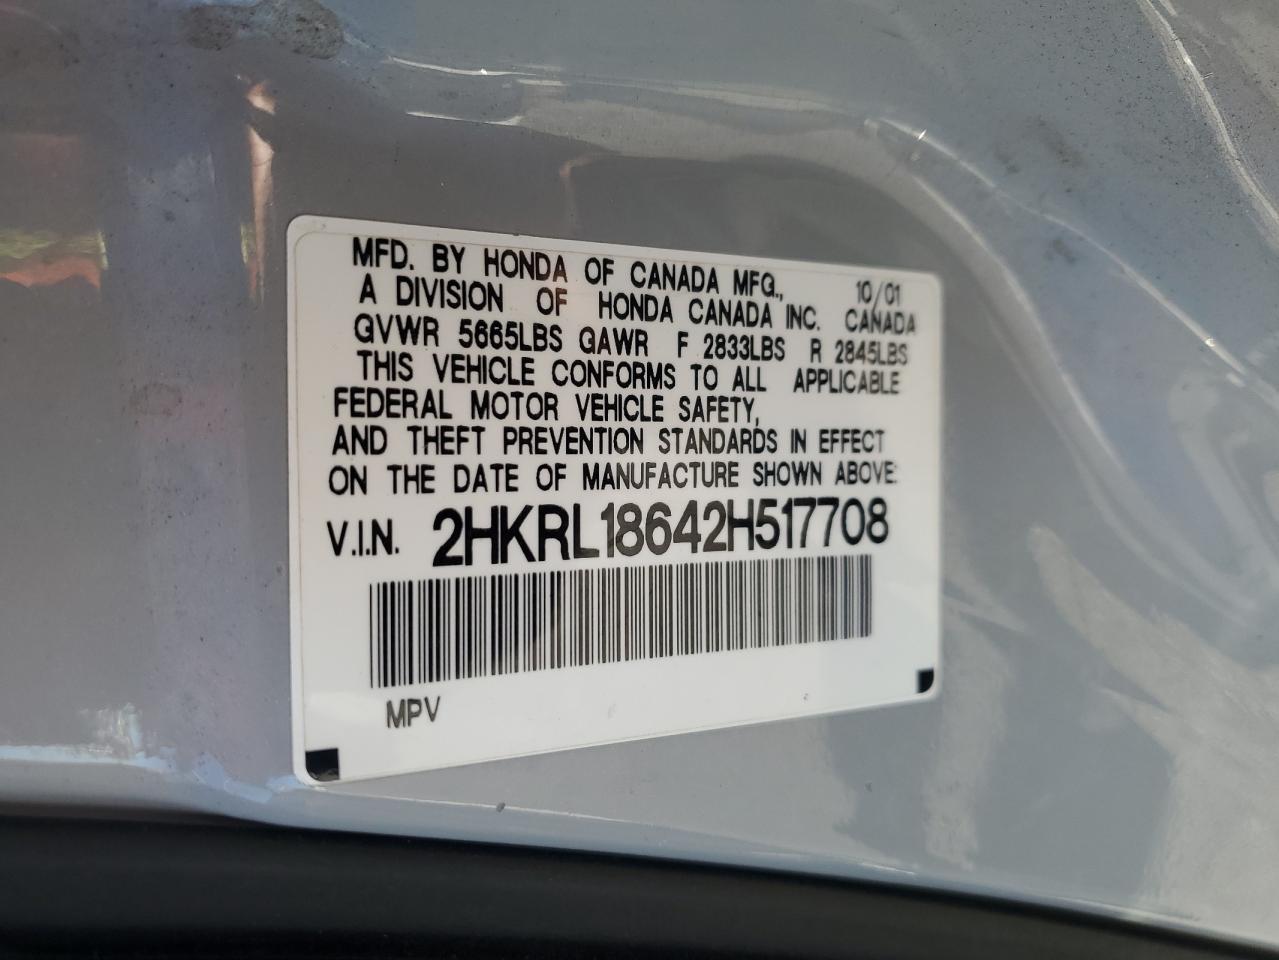 MFD. BY HONDA OF CANADA MFG., 10/01
A DIVISION OF HONDA CANADA INC. CANADA
GVWR 5665LBS GAWR F 2833LBS R 2845LBS
THIS VEHICLE CONFORMS TO ALL APPLICABLE
FEDERAL MOTOR VEHICLE SAFETY,
AND THEFT PREVENTION STANDARDS IN EFFECT
ON THE DATE OF MANUFACTURE SHOWN ABOVE.
V.I.N. 2HKRL18642H517708
MPV